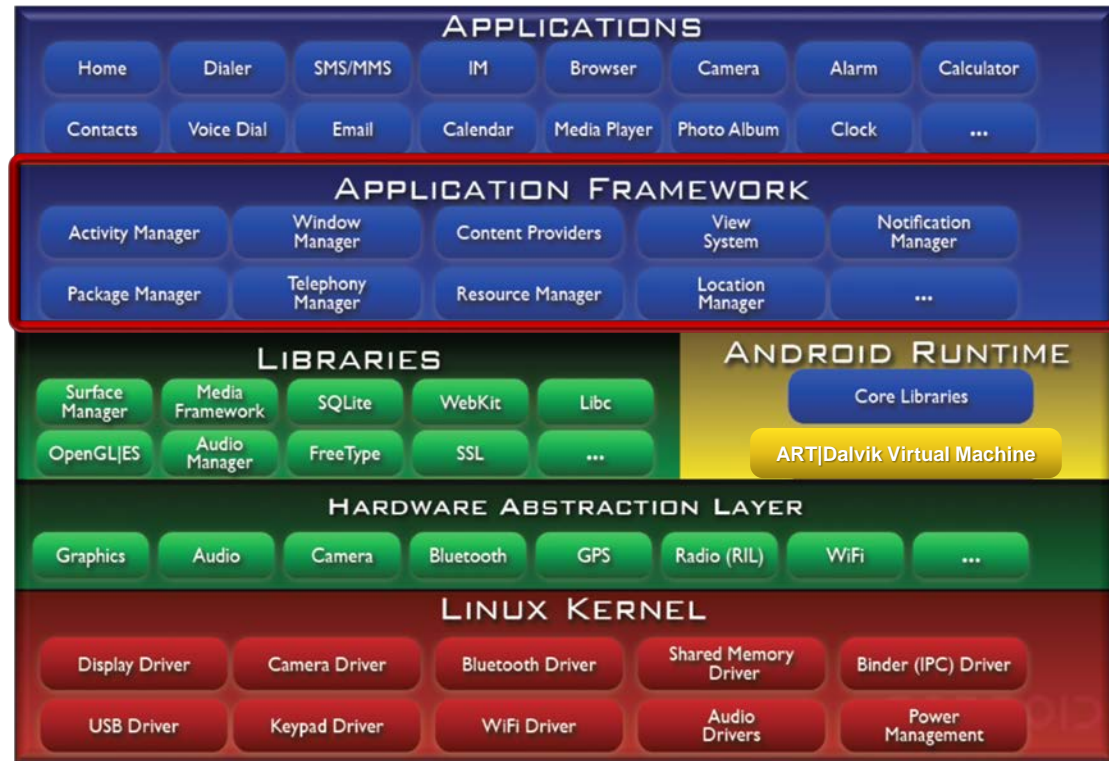 APPLICATIONS
Home Dialer SMS/MMS IM Browser Camera Alarm Calculator
Contacts Voice Dial Email Calendar Media Player Photo Album Clock ...
APPLICATION FRAMEWORK
Activity Manager
Window
Manager
Content Providers
View
System
Notification
Manager
Package Manager
Telephony
Manager
Resource Manager
Location
Manager
...
LIBRARIES
Surface
Manager
Media
Framework
SQLite
WebKit
Libc
OpenGL|ES
Audio
Manager
FreeType
SSL
...
ANDROID RUNTIME
Core Libraries
ART|Dalvik Virtual Machine
HARDWARE ABSTRACTION LAYER
Graphics Audio Camera Bluetooth GPS Radio (RIL) WiFi ...
LINUX KERNEL
Display Driver
Camera Driver
Bluetooth Driver
Shared Memory
Driver
Binder (IPC) Driver
USB Driver
Keypad Driver
WiFi Driver
Audio
Drivers
Power
Management